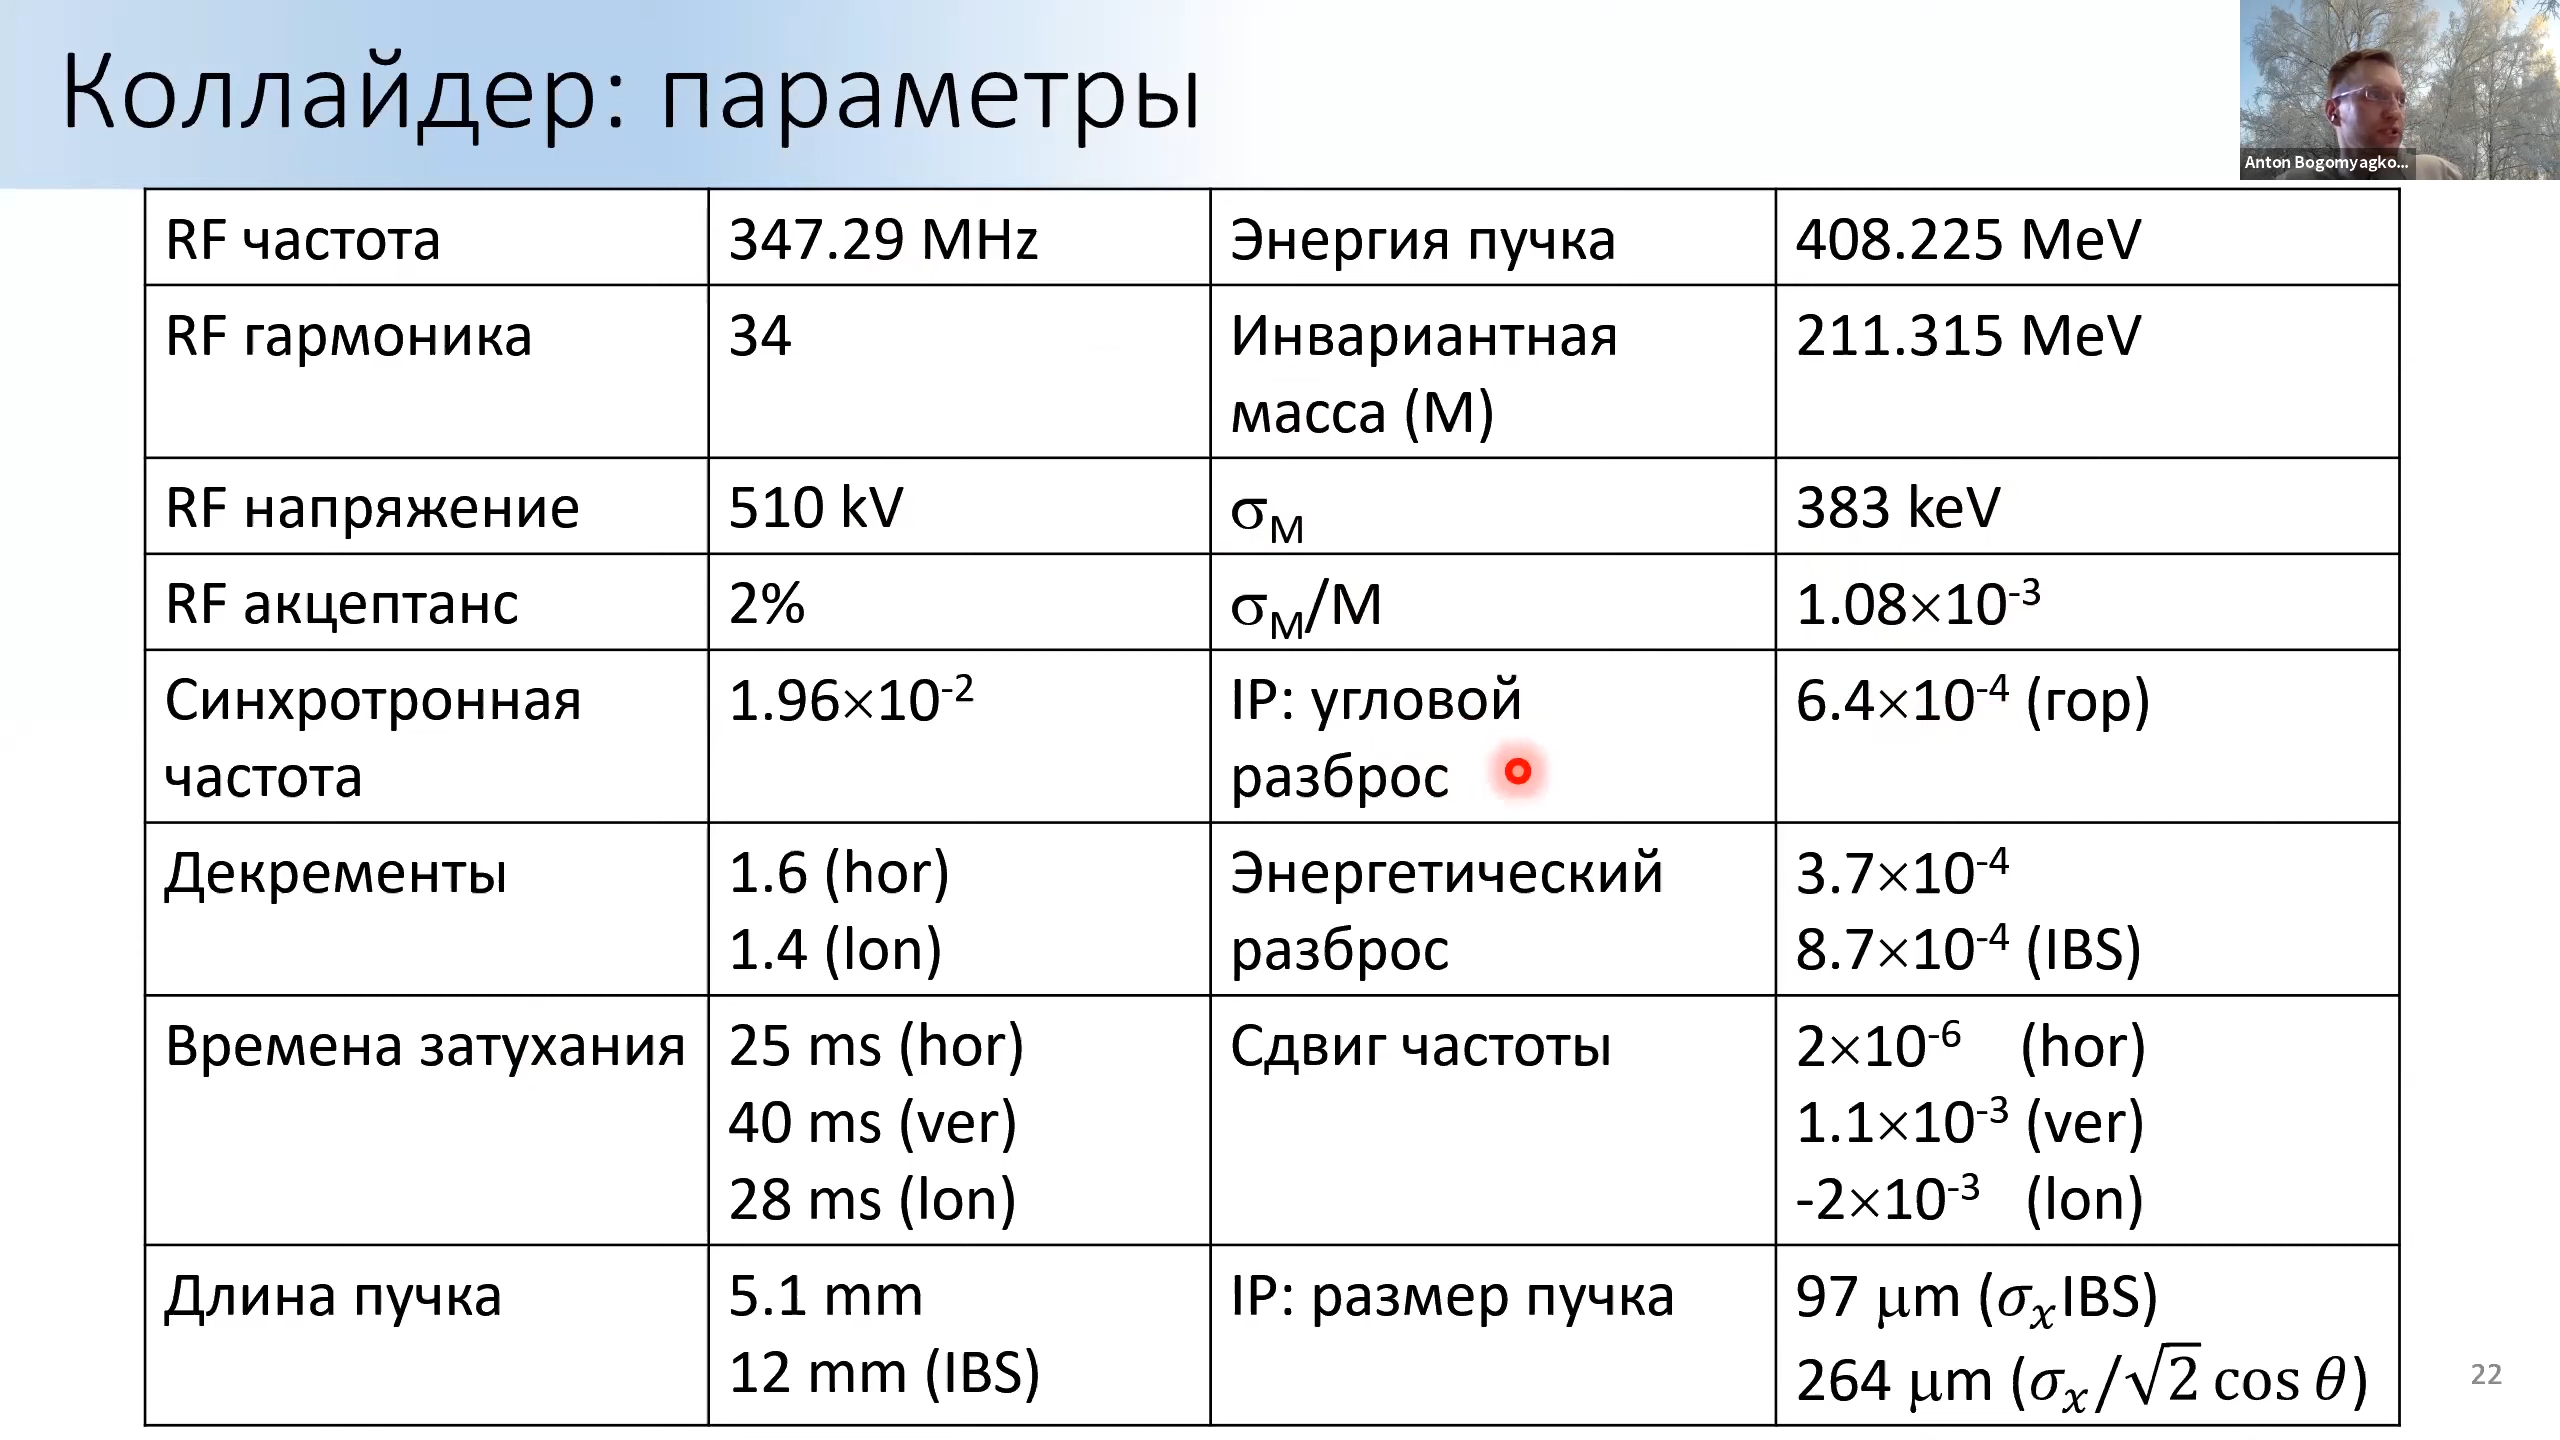 Коллайдер: параметры
Anton Bogomyagko...
RF частота 347.29 MHz Энергия пучка 408.225 MeV
RF гармоника 34 Инвариантная 211.315 MeV
масса (M)
RF напряжение 510 kV σM 383 keV
RF акцептанс 2% σM/M 1.08×10-3
Синхротронная 1.96×10-2 IP: угловой 6.4×10-4 (гор)
частота разброс
Декременты 1.6 (hor) Энергетический 3.7×10-4
1.4 (lon) разброс 8.7×10-4 (IBS)
Времена затухания 25 ms (hor) Сдвиг частоты 2×10-6 (hor)
40 ms (ver) 1.1×10-3 (ver)
28 ms (lon) -2×10-3 (lon)
Длина пучка 5.1 mm IP: размер пучка 97 μm (σxIBS)
12 mm (IBS) 264 μm (σx/√2 cos θ)
22